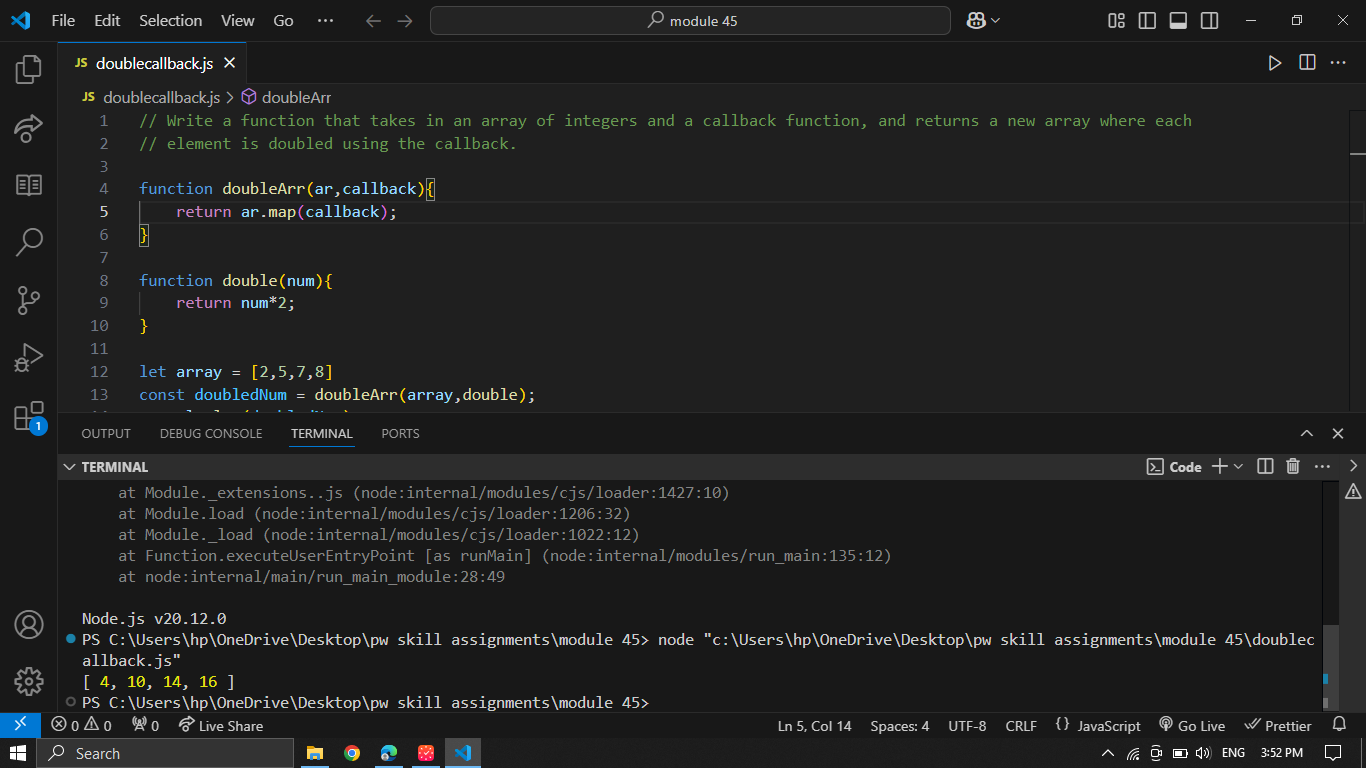 File Edit Selection View Go ··· module 45
JS doublecallback.js
JS doublecallback.js > doubleArr
1 // Write a function that takes in an array of integers and a callback function, and returns a new array where each
2 // element is doubled using the callback.
3
4 function doubleArr(ar,callback){
5 return ar.map(callback);
6 }
7
8 function double(num){
9 return num*2;
10 }
11
12 let array = [2,5,7,8]
13 const doubledNum = doubleArr(array,double);
OUTPUT DEBUG CONSOLE TERMINAL PORTS
1
TERMINAL Code
at Module._extensions..js (node:internal/modules/cjs/loader:1427:10)
at Module.load (node:internal/modules/cjs/loader:1206:32)
at Module._load (node:internal/modules/cjs/loader:1022:12)
at Function.executeUserEntryPoint [as runMain] (node:internal/modules/run_main:135:12)
at node:internal/main/run_main_module:28:49
Node.js v20.12.0
PS C:\Users\hp\OneDrive\Desktop\pw skill assignments\module 45> node "c:\Users\hp\OneDrive\Desktop\pw skill assignments\module 45\doublec
allback.js"
[ 4, 10, 14, 16 ]
PS C:\Users\hp\OneDrive\Desktop\pw skill assignments\module 45>
0 0 0 Live Share Ln 5, Col 14 Spaces: 4 UTF-8 CRLF {} JavaScript Go Live Prettier
Search ENG 3:52 PM